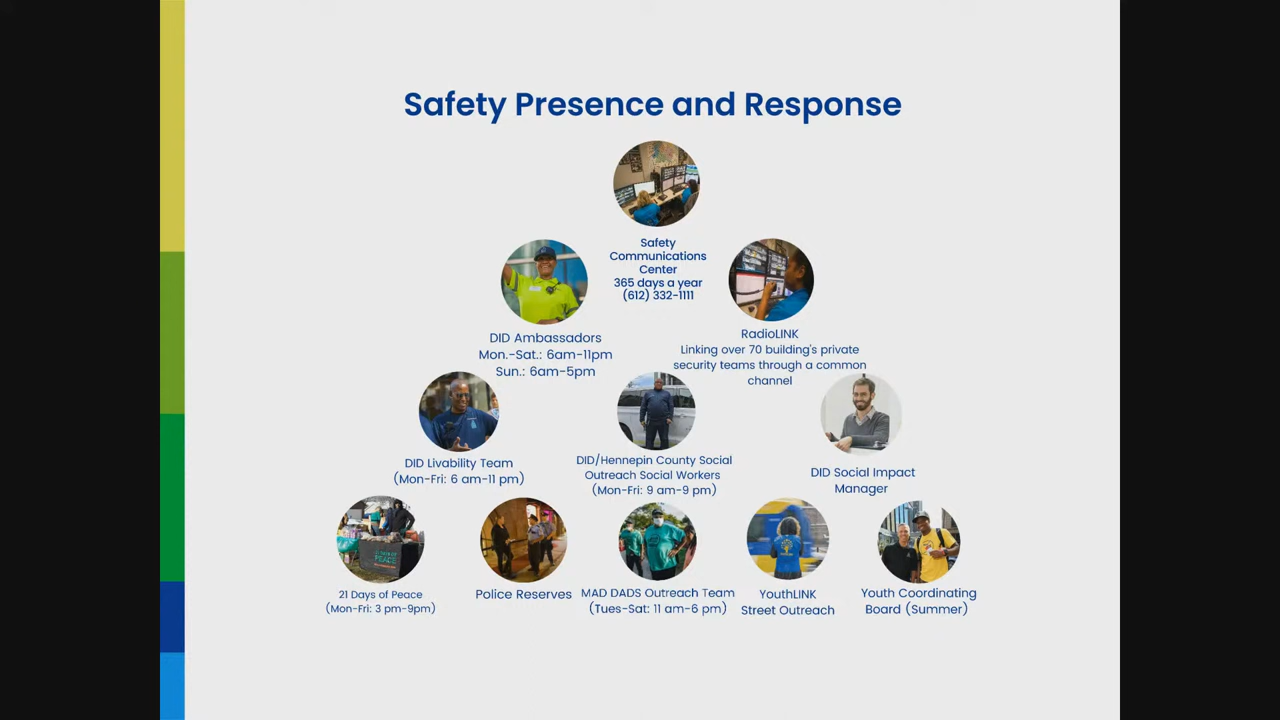 Safety Presence and Response
Safety
Communications
Center
365 days a year
(612) 332-1111
DID Ambassadors
Mon.-Sat.: 6am-11pm
Sun.: 6am-5pm
RadioLINK
Linking over 70 building's private
security teams through a common
channel
DID Livability Team
(Mon-Fri: 6 am-11 pm)
DID/Hennepin County Social
Outreach Social Workers
(Mon-Fri: 9 am-9 pm)
DID Social Impact
Manager
21 Days of Peace
(Mon-Fri: 3 pm-9pm)
Police Reserves
MAD DADS Outreach Team
(Tues-Sat: 11 am-6 pm)
YouthLINK
Street Outreach
Youth Coordinating
Board (Summer)